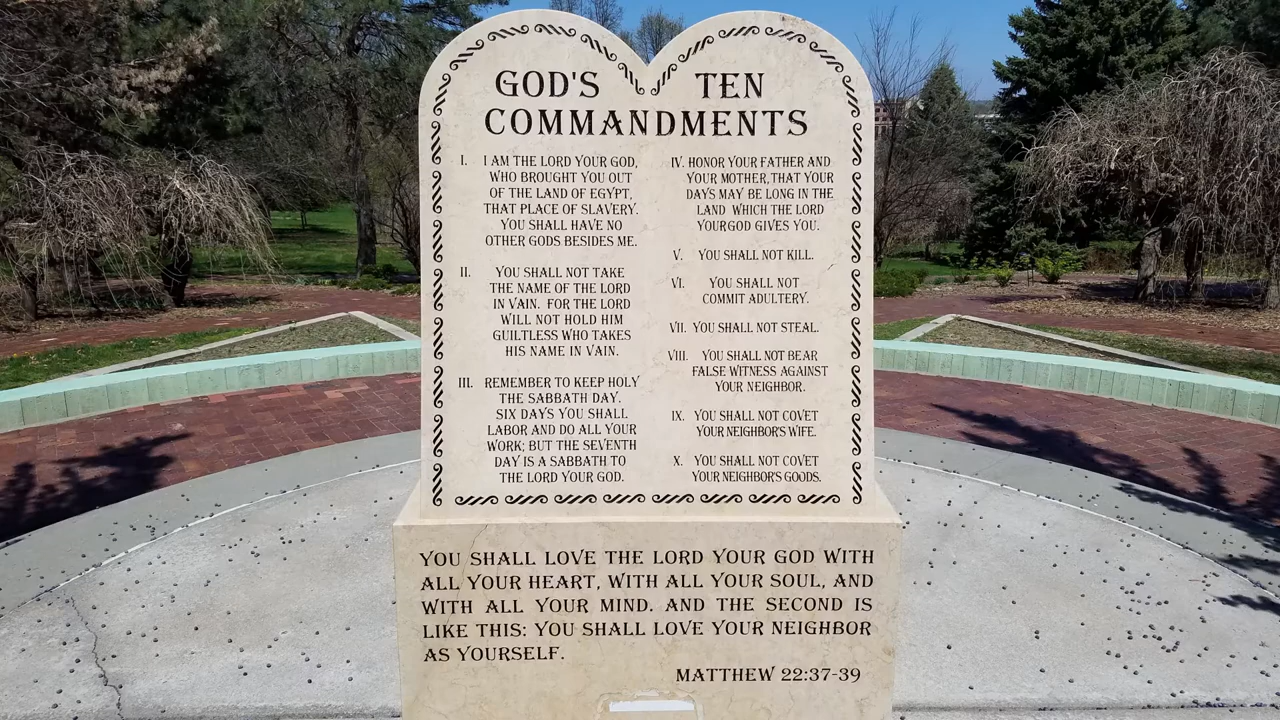 GOD'S TEN
COMMANDMENTS
I. I AM THE LORD YOUR GOD,
WHO BROUGHT YOU OUT
OF THE LAND OF EGYPT,
THAT PLACE OF SLAVERY.
YOU SHALL HAVE NO
OTHER GODS BESIDES ME.
II. YOU SHALL NOT TAKE
THE NAME OF THE LORD
IN VAIN. FOR THE LORD
WILL NOT HOLD HIM
GUILTLESS WHO TAKES
HIS NAME IN VAIN.
III. REMEMBER TO KEEP HOLY
THE SABBATH DAY.
SIX DAYS YOU SHALL
LABOR AND DO ALL YOUR
WORK; BUT THE SEVENTH
DAY IS A SABBATH TO
THE LORD YOUR GOD.
IV. HONOR YOUR FATHER AND
YOUR MOTHER, THAT YOUR
DAYS MAY BE LONG IN THE
LAND WHICH THE LORD
YOUR GOD GIVES YOU.
V. YOU SHALL NOT KILL.
VI. YOU SHALL NOT
COMMIT ADULTERY.
VII. YOU SHALL NOT STEAL.
VIII. YOU SHALL NOT BEAR
FALSE WITNESS AGAINST
YOUR NEIGHBOR.
IX. YOU SHALL NOT COVET
YOUR NEIGHBOR'S WIFE.
X. YOU SHALL NOT COVET
YOUR NEIGHBOR'S GOODS.
YOU SHALL LOVE THE LORD YOUR GOD WITH
ALL YOUR HEART, WITH ALL YOUR SOUL, AND
WITH ALL YOUR MIND. AND THE SECOND IS
LIKE THIS: YOU SHALL LOVE YOUR NEIGHBOR
AS YOURSELF.
MATTHEW 22:37-39